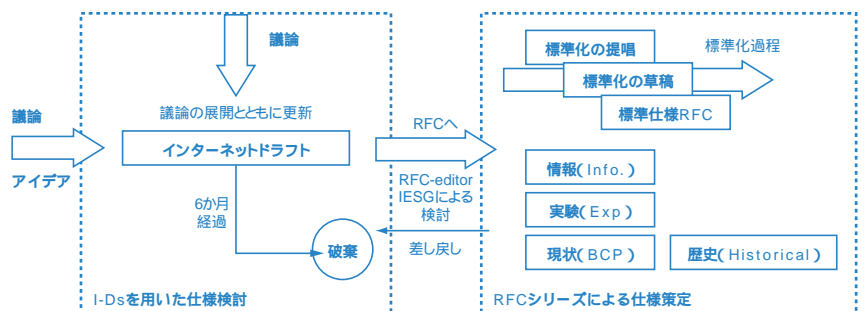 議論
議論の展開とともに更新
議論
アイデア
インターネットドラフト
6か月
経過
破棄
I-Dsを用いた仕様検討
RFCへ
RFC-editor
IESGによる
検討
差し戻し
標準化の提唱
標準化過程
標準化の草稿
標準仕様RFC
情報(Info.)
実験(Exp)
現状(BCP)
歴史(Historical)
RFCシリーズによる仕様策定